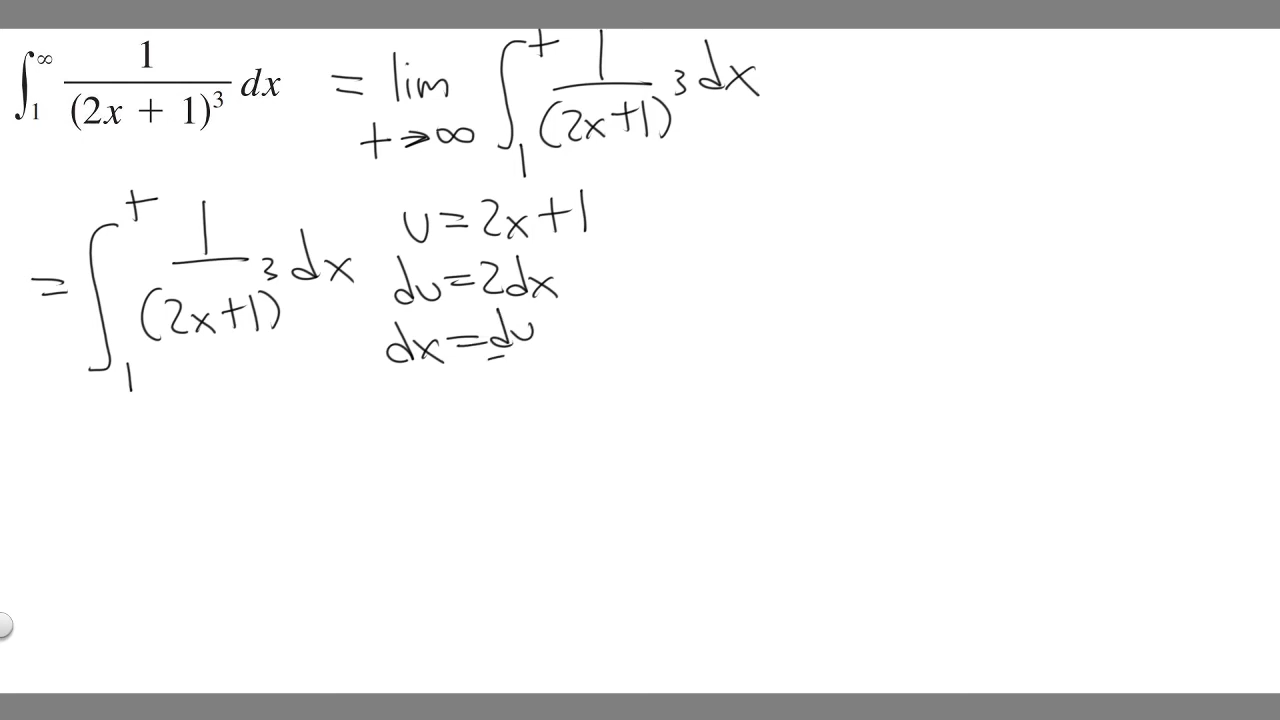 ∫₁^∞ 1/(2x + 1)³ dx = lim t→∞ ∫₁^t 1/(2x+1)³ dx
= ∫₁^t 1/(2x+1)³ dx
u=2x+1
du=2dx
dx=du